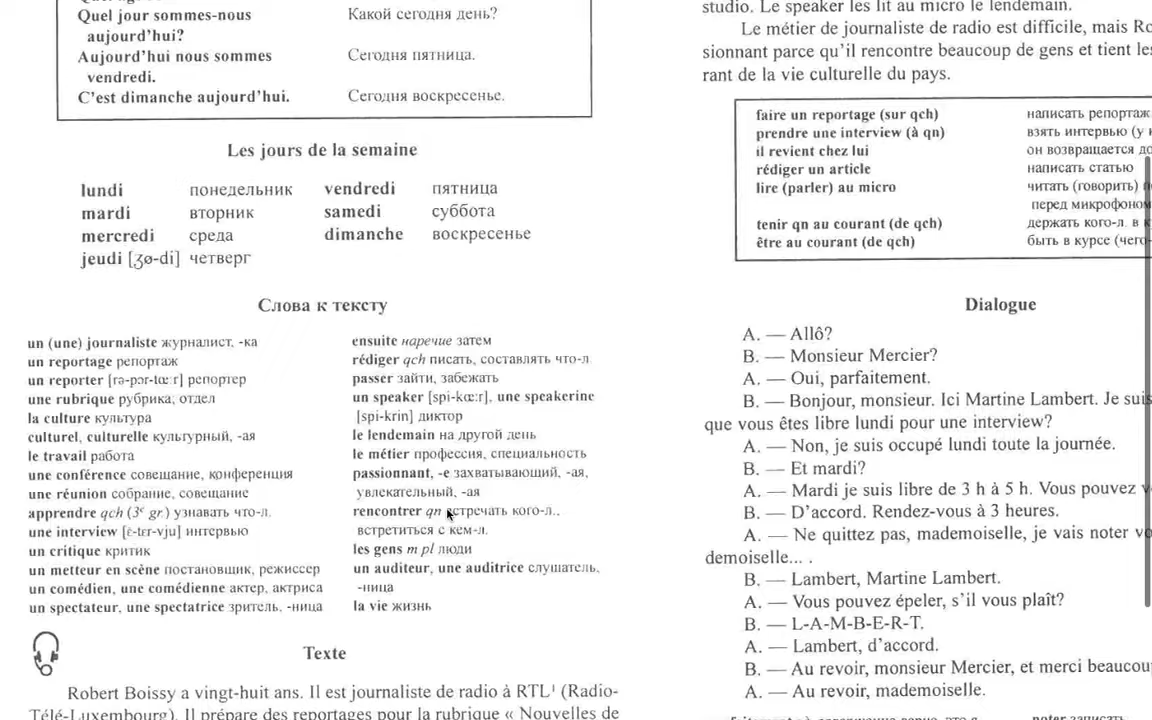 Quel jour sommes-nous aujourd'hui?
Какой сегодня день?
Aujourd'hui nous sommes vendredi.
Сегодня пятница.
C'est dimanche aujourd'hui.
Сегодня воскресенье.
Les jours de la semaine
lundi понедельник vendredi пятница
mardi вторник samedi суббота
mercredi среда dimanche воскресенье
jeudi [ʒø-di] четверг
Слова к тексту
un (une) journaliste журналист, -ка
un reportage репортаж
un reporter [rə-pɔr-tœ:r] репортер
une rubrique рубрика, отдел
la culture культура
culturel, culturelle культурный, -ая
le travail работа
une conférence совещание, конференция
une réunion собрание, совещание
apprendre qch (3e gr.) узнавать что-л.
une interview [ɛ̃-tɛr-vju] интервью
un critique критик
un metteur en scène постановщик, режиссер
un comédien, une comédienne актер, актриса
un spectateur, une spectatrice зритель, -ница
ensuite наречие затем
rédiger qch писать, составлять что-л.
passer зайти, забежать
un speaker [spi-kœ:r], une speakerine
[spi-krin] диктор
le lendemain на другой день
le métier профессия, специальность
passionnant, -e захватывающий, -ая,
увлекательный, -ая
rencontrer qn встречать кого-л.,
встретиться с кем-л.
les gens m pl люди
un auditeur, une auditrice слушатель,
-ница
la vie жизнь
Texte
Robert Boissy a vingt-huit ans. Il est journaliste de radio à RTL¹ (Radio-
Télé-Luxembourg). Il prépare des reportages pour la rubrique « Nouvelles de
studio. Le speaker les lit au micro le lendemain.
Le métier de journaliste de radio est difficile, mais
sionnant parce qu'il rencontre beaucoup de gens et tient
rant de la vie culturelle du pays.
faire un reportage (sur qch) написать репортаж
prendre une interview (à qn) взять интервью (у
il revient chez lui он возвращается
rédiger un article написать статью
lire (parler) au micro читать (говорить)
перед микрофоном
tenir qn au courant (de qch) держать кого-л. в
être au courant (de qch) быть в курсе
Dialogue
A. — Allô?
B. — Monsieur Mercier?
A. — Oui, parfaitement.
B. — Bonjour, monsieur. Ici Martine Lambert. Je
que vous êtes libre lundi pour une interview?
A. — Non, je suis occupé lundi toute la journée.
B. — Et mardi?
A. — Mardi je suis libre de 3 h à 5 h. Vous pouvez
B. — D'accord. Rendez-vous à 3 heures.
A. — Ne quittez pas, mademoiselle, je vais noter
demoiselle... .
B. — Lambert, Martine Lambert.
A. — Vous pouvez épeler, s'il vous plaît?
B. — L-A-M-B-E-R-T.
A. — Lambert, d'accord.
B. — Au revoir, monsieur Mercier, et merci
A. — Au revoir, mademoiselle.
noter записать